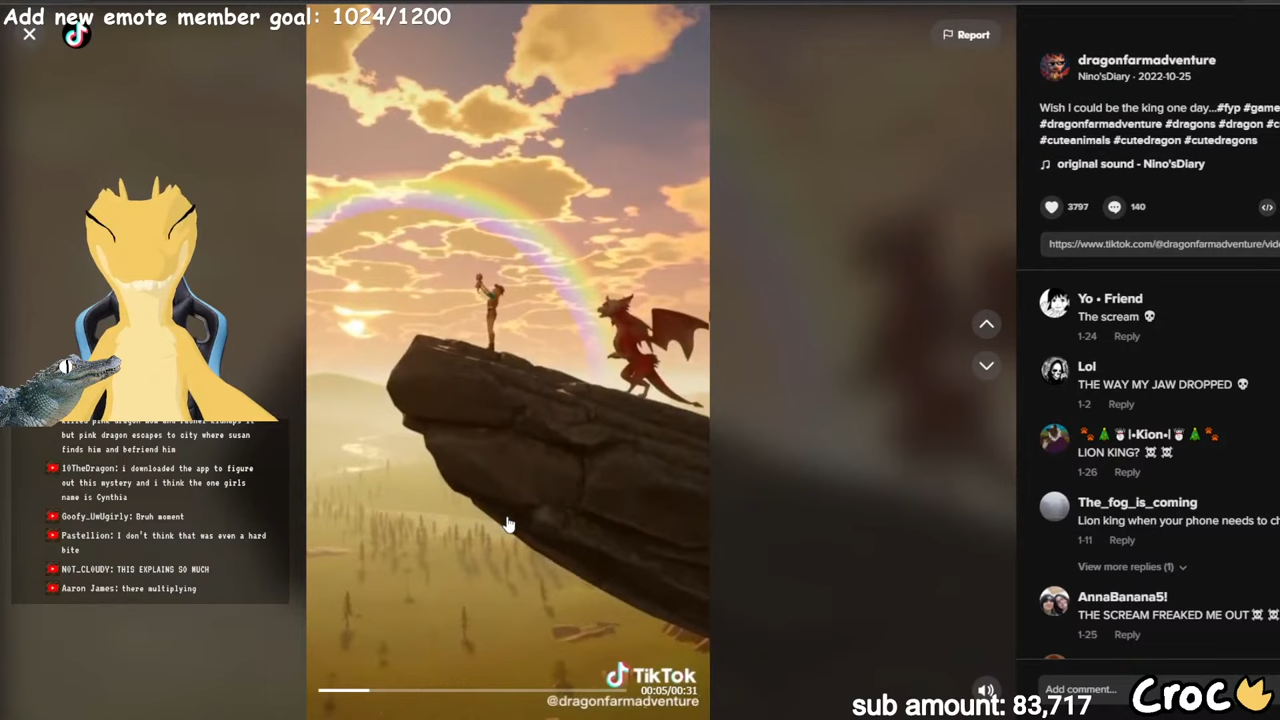 Add new emote member goal: 1024/1200
Report
dragonfarmadventure
Nino'sDiary · 2022-10-25
Wish I could be the king one day...#fyp #game
#dragonfarmadventure #dragons #dragon #c
#cuteanimals #cutedragon #cutedragons
original sound - Nino'sDiary
3797
140
https://www.tiktok.com/@dragonfarmadventure/vid
Yo • Friend
The scream 💀
1-24 Reply
Lol
THE WAY MY JAW DROPPED 💀
1-2 Reply
🐾🎄☃️|•Kion•|☃️🎄🐾
LION KING? ☠️ ☠️
1-26 Reply
The_fog_is_coming
Lion king when your phone needs to ch
1-11 Reply
View more replies (1)
AnnaBanana5!
THE SCREAM FREAKED ME OUT ☠️ ☠️
1-25 Reply
Add comment...
but pink dragon escapes to city where susan
finds him and befriend him
10TheDragon: i downloaded the app to figure
out this mystery and i think the one girls
name is Cynthia
Goofy_UwUgirly: Bruh moment
Pastellion: I don't think that was even a hard
bite
N0T_CL0UDY: THIS EXPLAINS SO MUCH
Aaron James: there multiplying
TikTok
00:05/00:31
@dragonfarmadventure
sub amount: 83,717
Croc